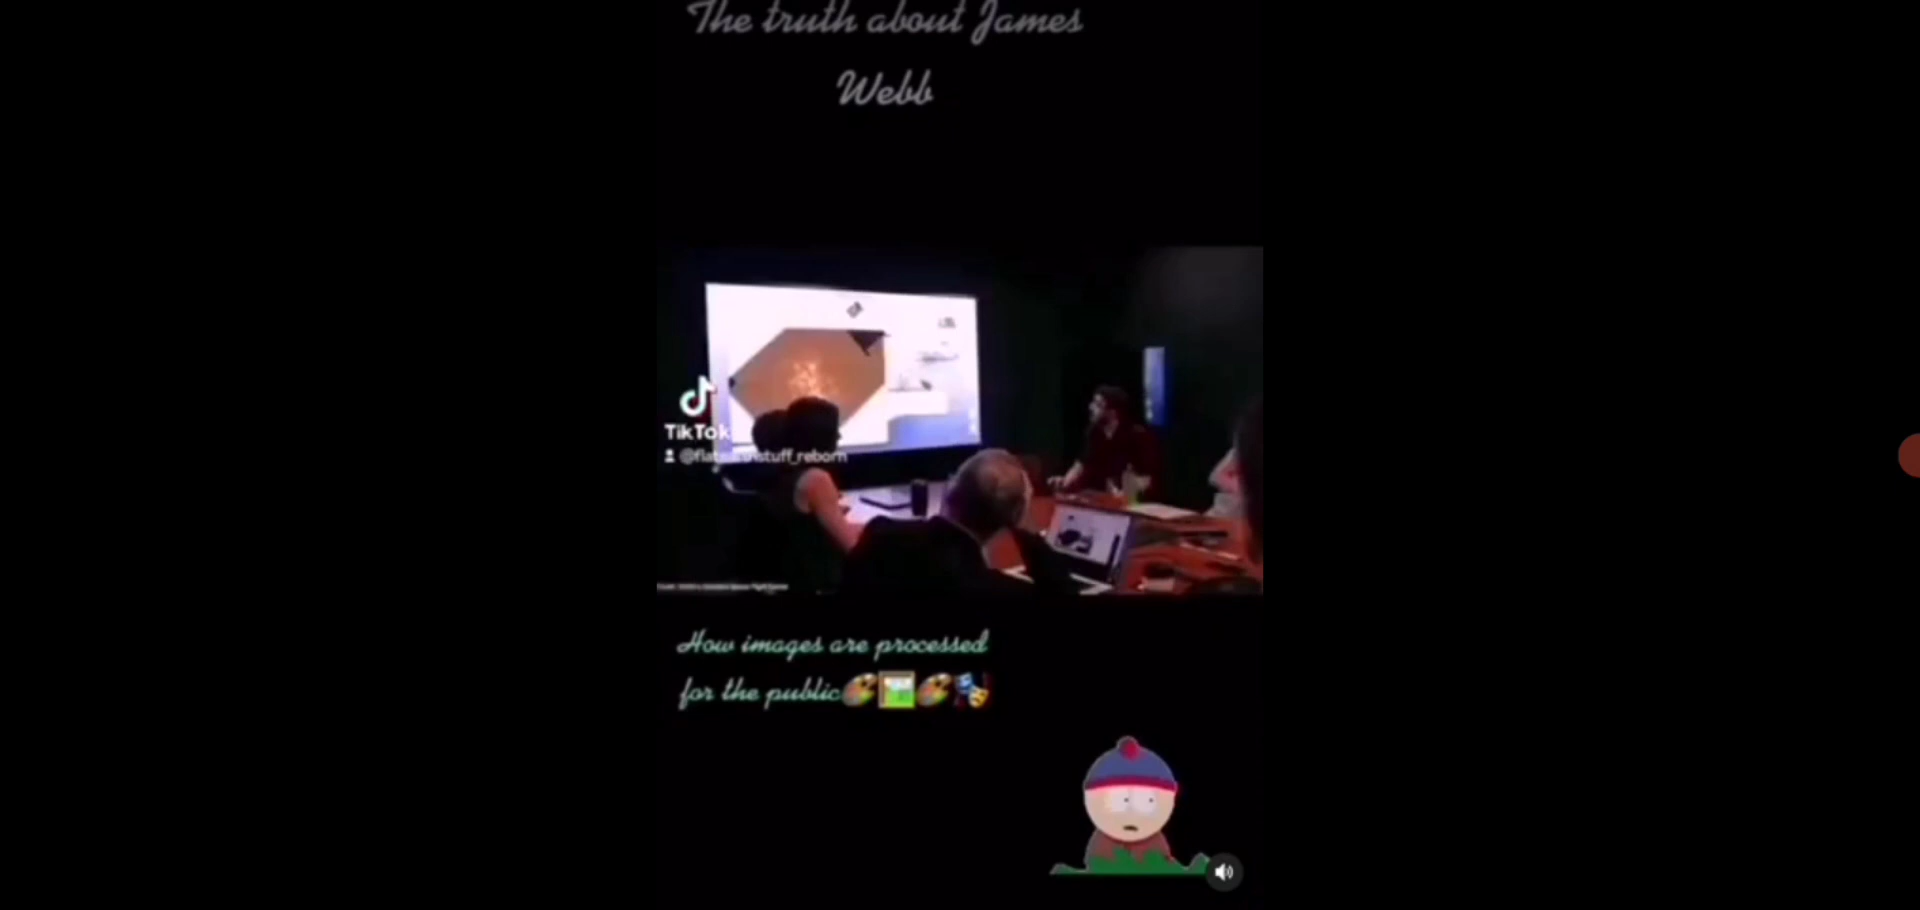 The truth about James
Webb
TikTok
How images are processed
for the public